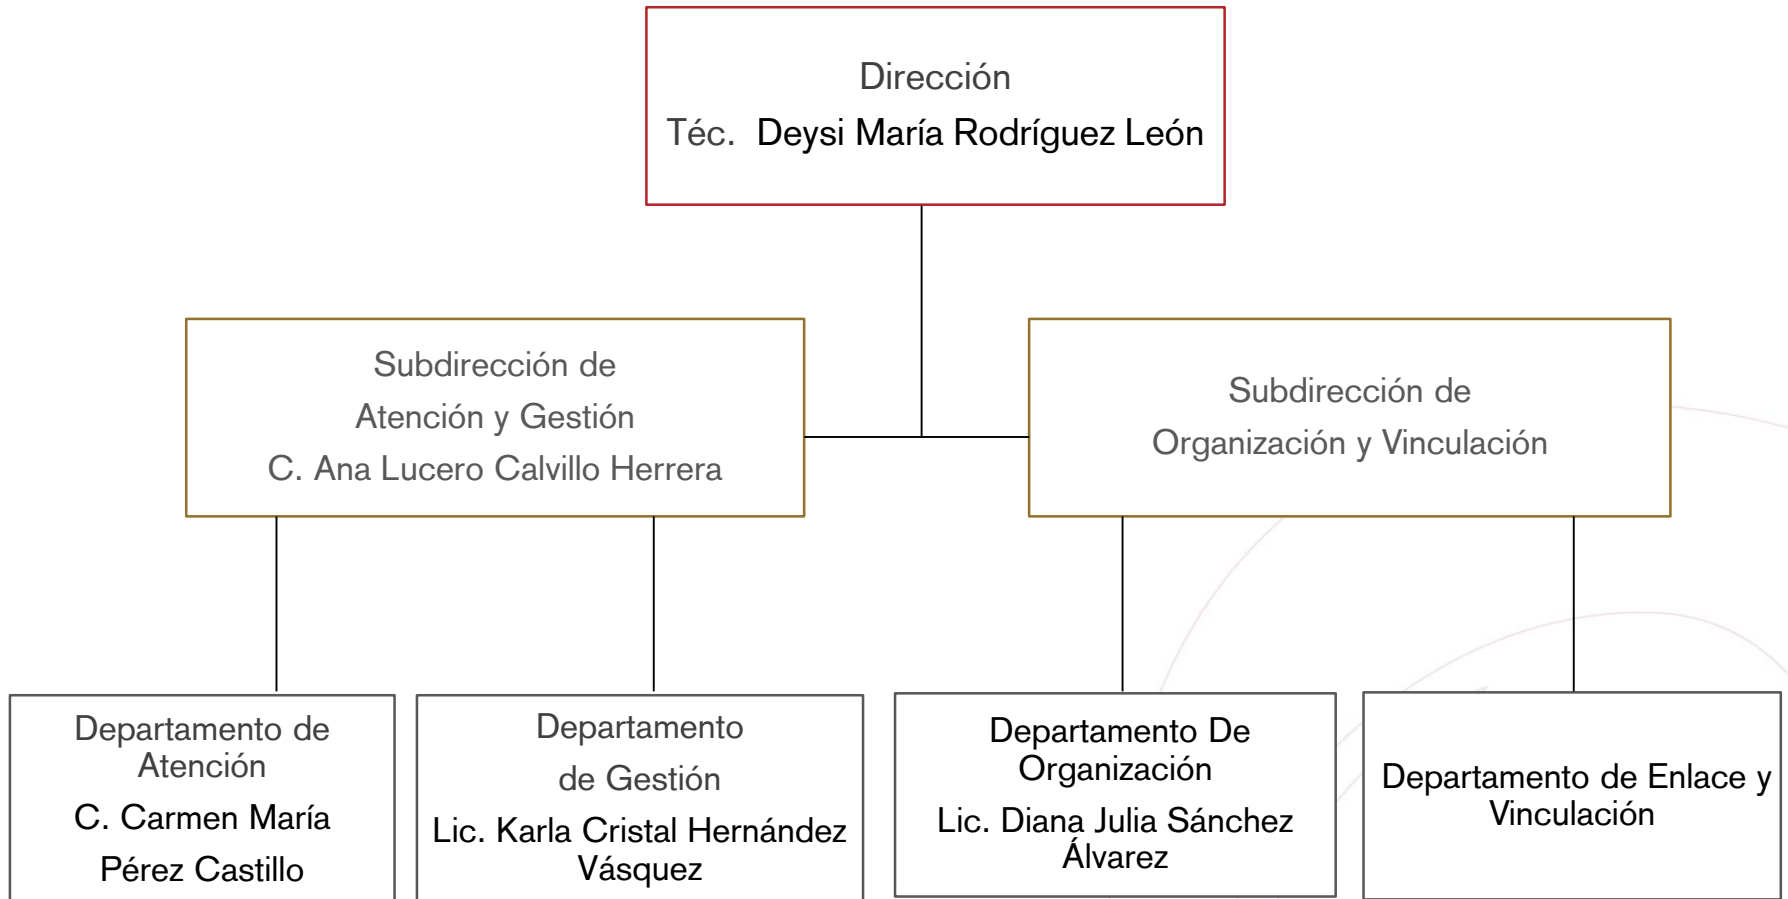 Dirección
Téc. Deysi María Rodríguez León
Subdirección de
Atención y Gestión
C. Ana Lucero Calvillo Herrera
Subdirección de
Organización y Vinculación
Departamento de
Atención
C. Carmen María
Pérez Castillo
Departamento
de Gestión
Lic. Karla Cristal Hernández
Vásquez
Departamento De
Organización
Lic. Diana Julia Sánchez
Álvarez
Departamento de Enlace y
Vinculación